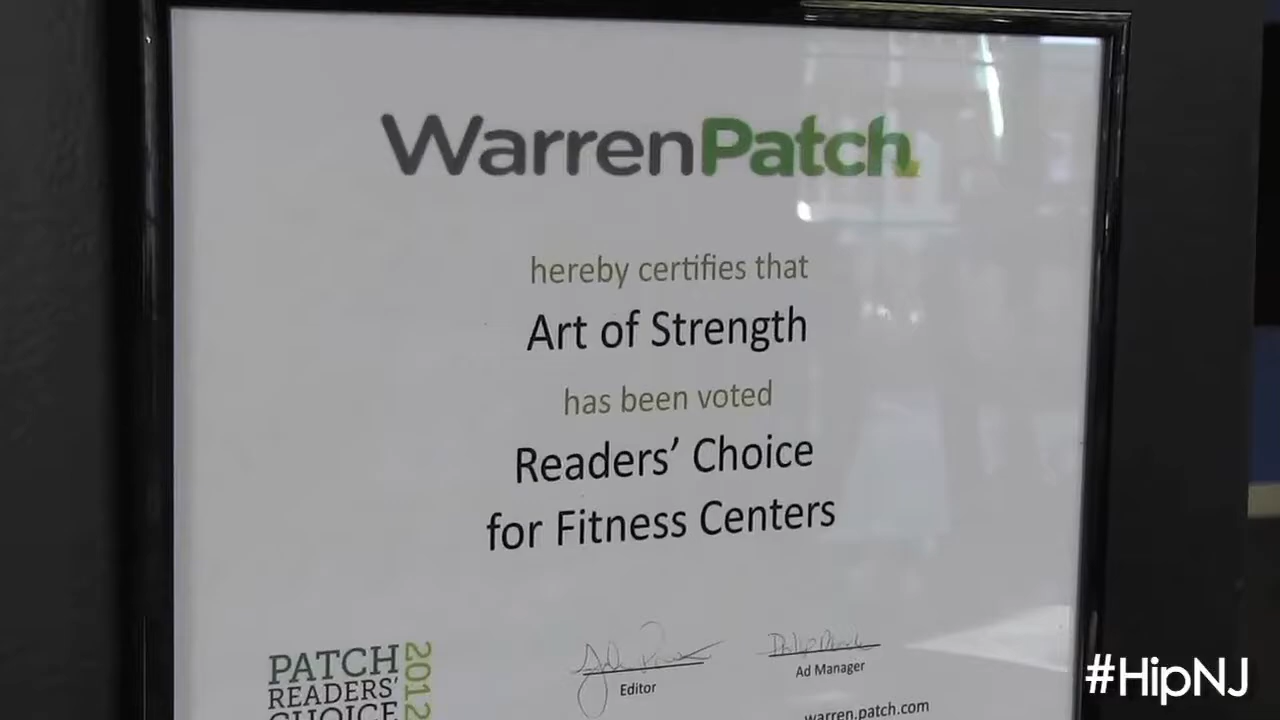 WarrenPatch
hereby certifies that
Art of Strength
has been voted
Readers' Choice
for Fitness Centers
PATCH
READERS'
CHOICE
2012
Editor
Ad Manager
warren.patch.com
#HipNJ